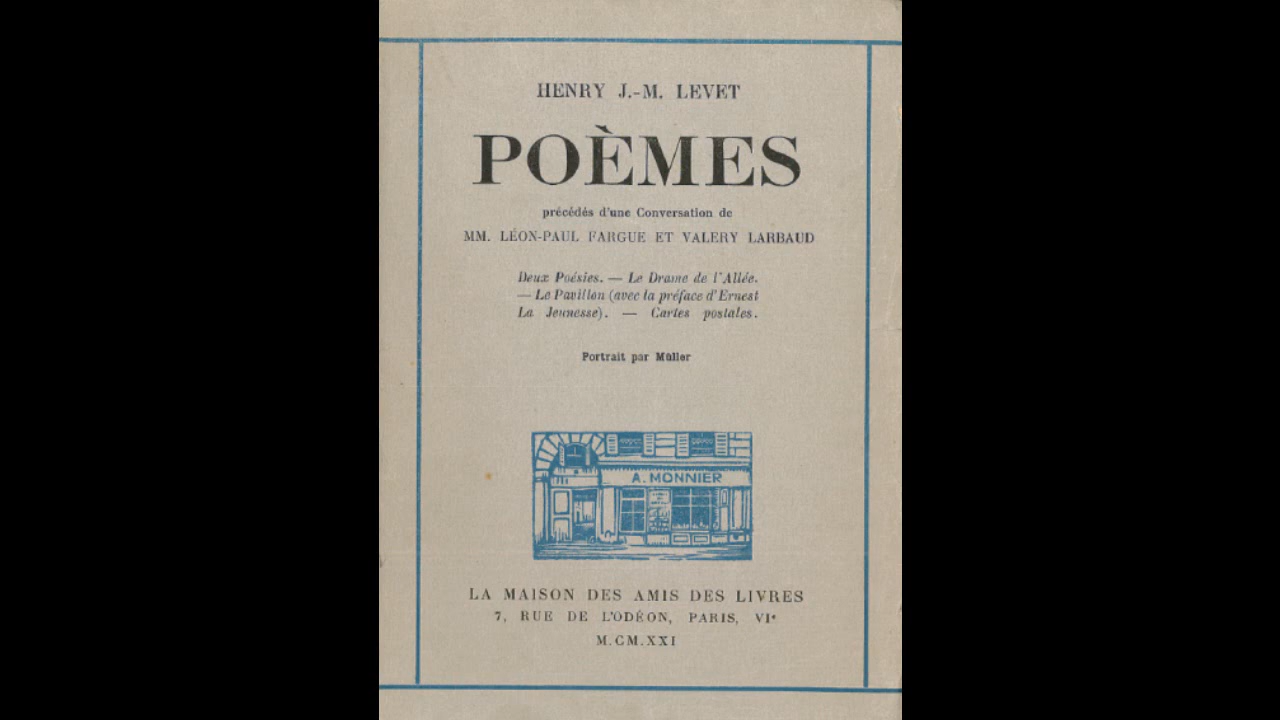 HENRY J.-M. LEVET
POÈMES
précédés d'une Conversation de
MM. LÉON-PAUL FARGUE ET VALERY LARBAUD
Deux Poésies. — Le Drame de l'Allée.
— Le Pavillon (avec la préface d'Ernest
La Jeunesse). — Cartes postales.
Portrait par Müller
A. MONNIER
LA MAISON DES AMIS DES LIVRES
7, RUE DE L'ODÉON, PARIS, VIᵉ
M.CM.XXI